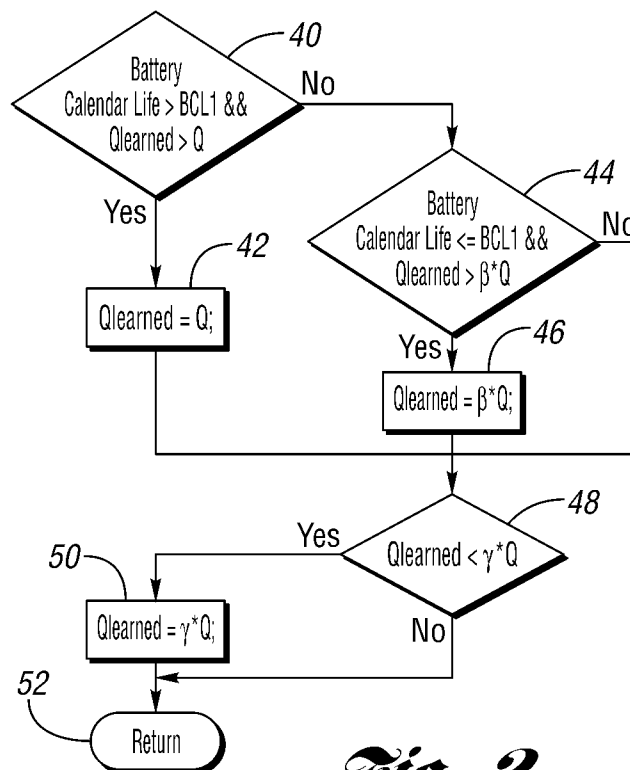 40
Battery
Calendar Life > BCL1 &&
Qlearned > Q
No
Yes
44
Battery
Calendar Life <= BCL1 &&
Qlearned > β*Q
No
42
Qlearned = Q;
Yes
46
Qlearned = β*Q;
48
Yes
Qlearned < γ*Q
50
Qlearned = γ*Q;
No
52
Return